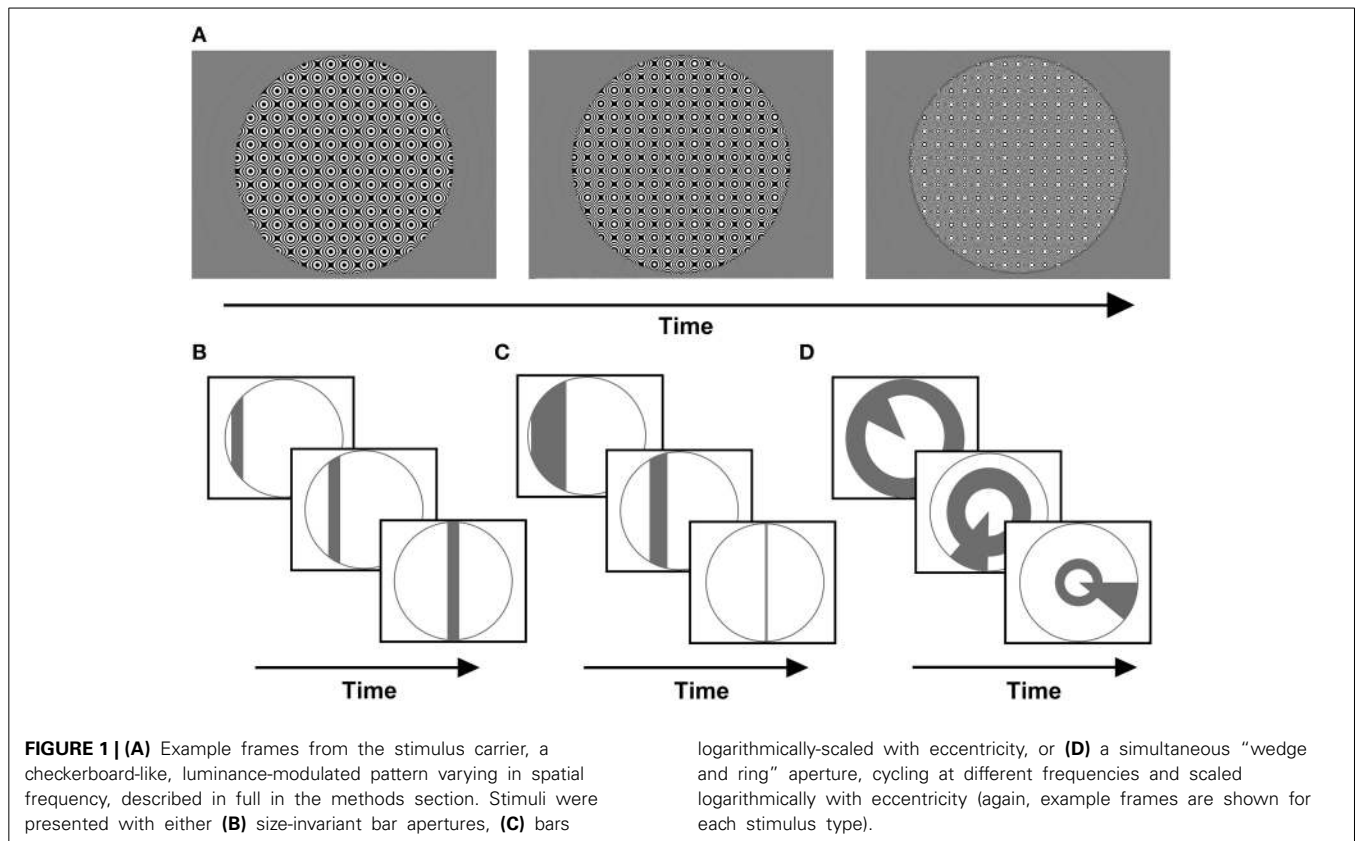 A
Time
B
C
D
Time
Time
Time
FIGURE 1 | (A) Example frames from the stimulus carrier, a
checkerboard-like, luminance-modulated pattern varying in spatial
frequency, described in full in the methods section. Stimuli were
presented with either (B) size-invariant bar apertures, (C) bars
logarithmically-scaled with eccentricity, or (D) a simultaneous “wedge
and ring” aperture, cycling at different frequencies and scaled
logarithmically with eccentricity (again, example frames are shown for
each stimulus type).